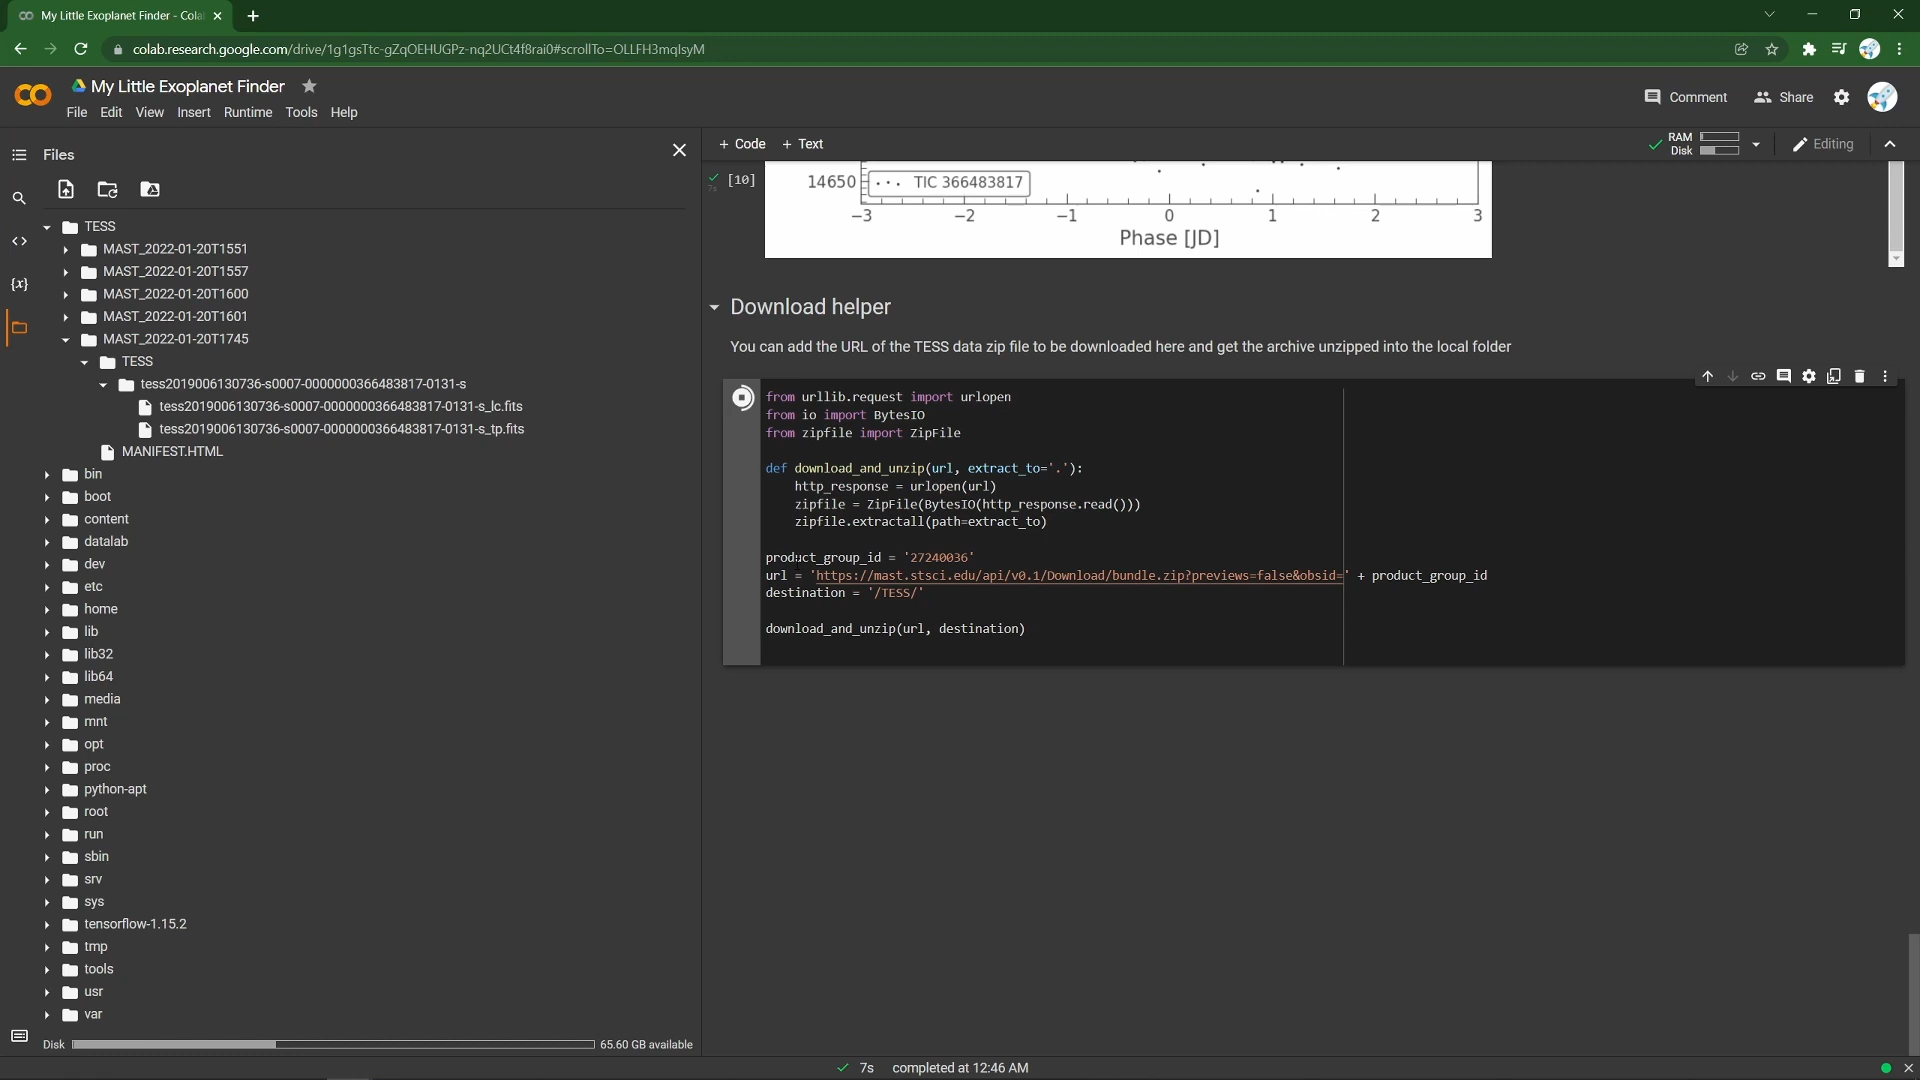 My Little Exoplanet Finder - Cola
colab.research.google.com/drive/1g1gsTtc-gZqOEHUGPz-nq2UCt4f8rai0#scrollTo=OLLFH3mqIsyM
My Little Exoplanet Finder
File Edit View Insert Runtime Tools Help
Comment Share
Files
+ Code + Text
RAM
Disk
Editing
TESS
MAST_2022-01-20T1551
MAST_2022-01-20T1557
MAST_2022-01-20T1600
MAST_2022-01-20T1601
MAST_2022-01-20T1745
TESS
tess2019006130736-s0007-0000000366483817-0131-s
tess2019006130736-s0007-0000000366483817-0131-s_lc.fits
tess2019006130736-s0007-0000000366483817-0131-s_tp.fits
MANIFEST.HTML
bin
boot
content
datalab
dev
etc
home
lib
lib32
lib64
media
mnt
opt
proc
python-apt
root
run
sbin
srv
sys
tensorflow-1.15.2
tmp
tools
usr
var
Disk 65.60 GB available
7s [10]
14650 TIC 366483817
−3 −2 −1 0 1 2 3
Phase [JD]
Download helper
You can add the URL of the TESS data zip file to be downloaded here and get the archive unzipped into the local folder
from urllib.request import urlopen
from io import BytesIO
from zipfile import ZipFile
def download_and_unzip(url, extract_to='.'):
http_response = urlopen(url)
zipfile = ZipFile(BytesIO(http_response.read()))
zipfile.extractall(path=extract_to)
product_group_id = '27240036'
url = 'https://mast.stsci.edu/api/v0.1/Download/bundle.zip?previews=false&obsid=' + product_group_id
destination = '/TESS/'
download_and_unzip(url, destination)
7s completed at 12:46 AM